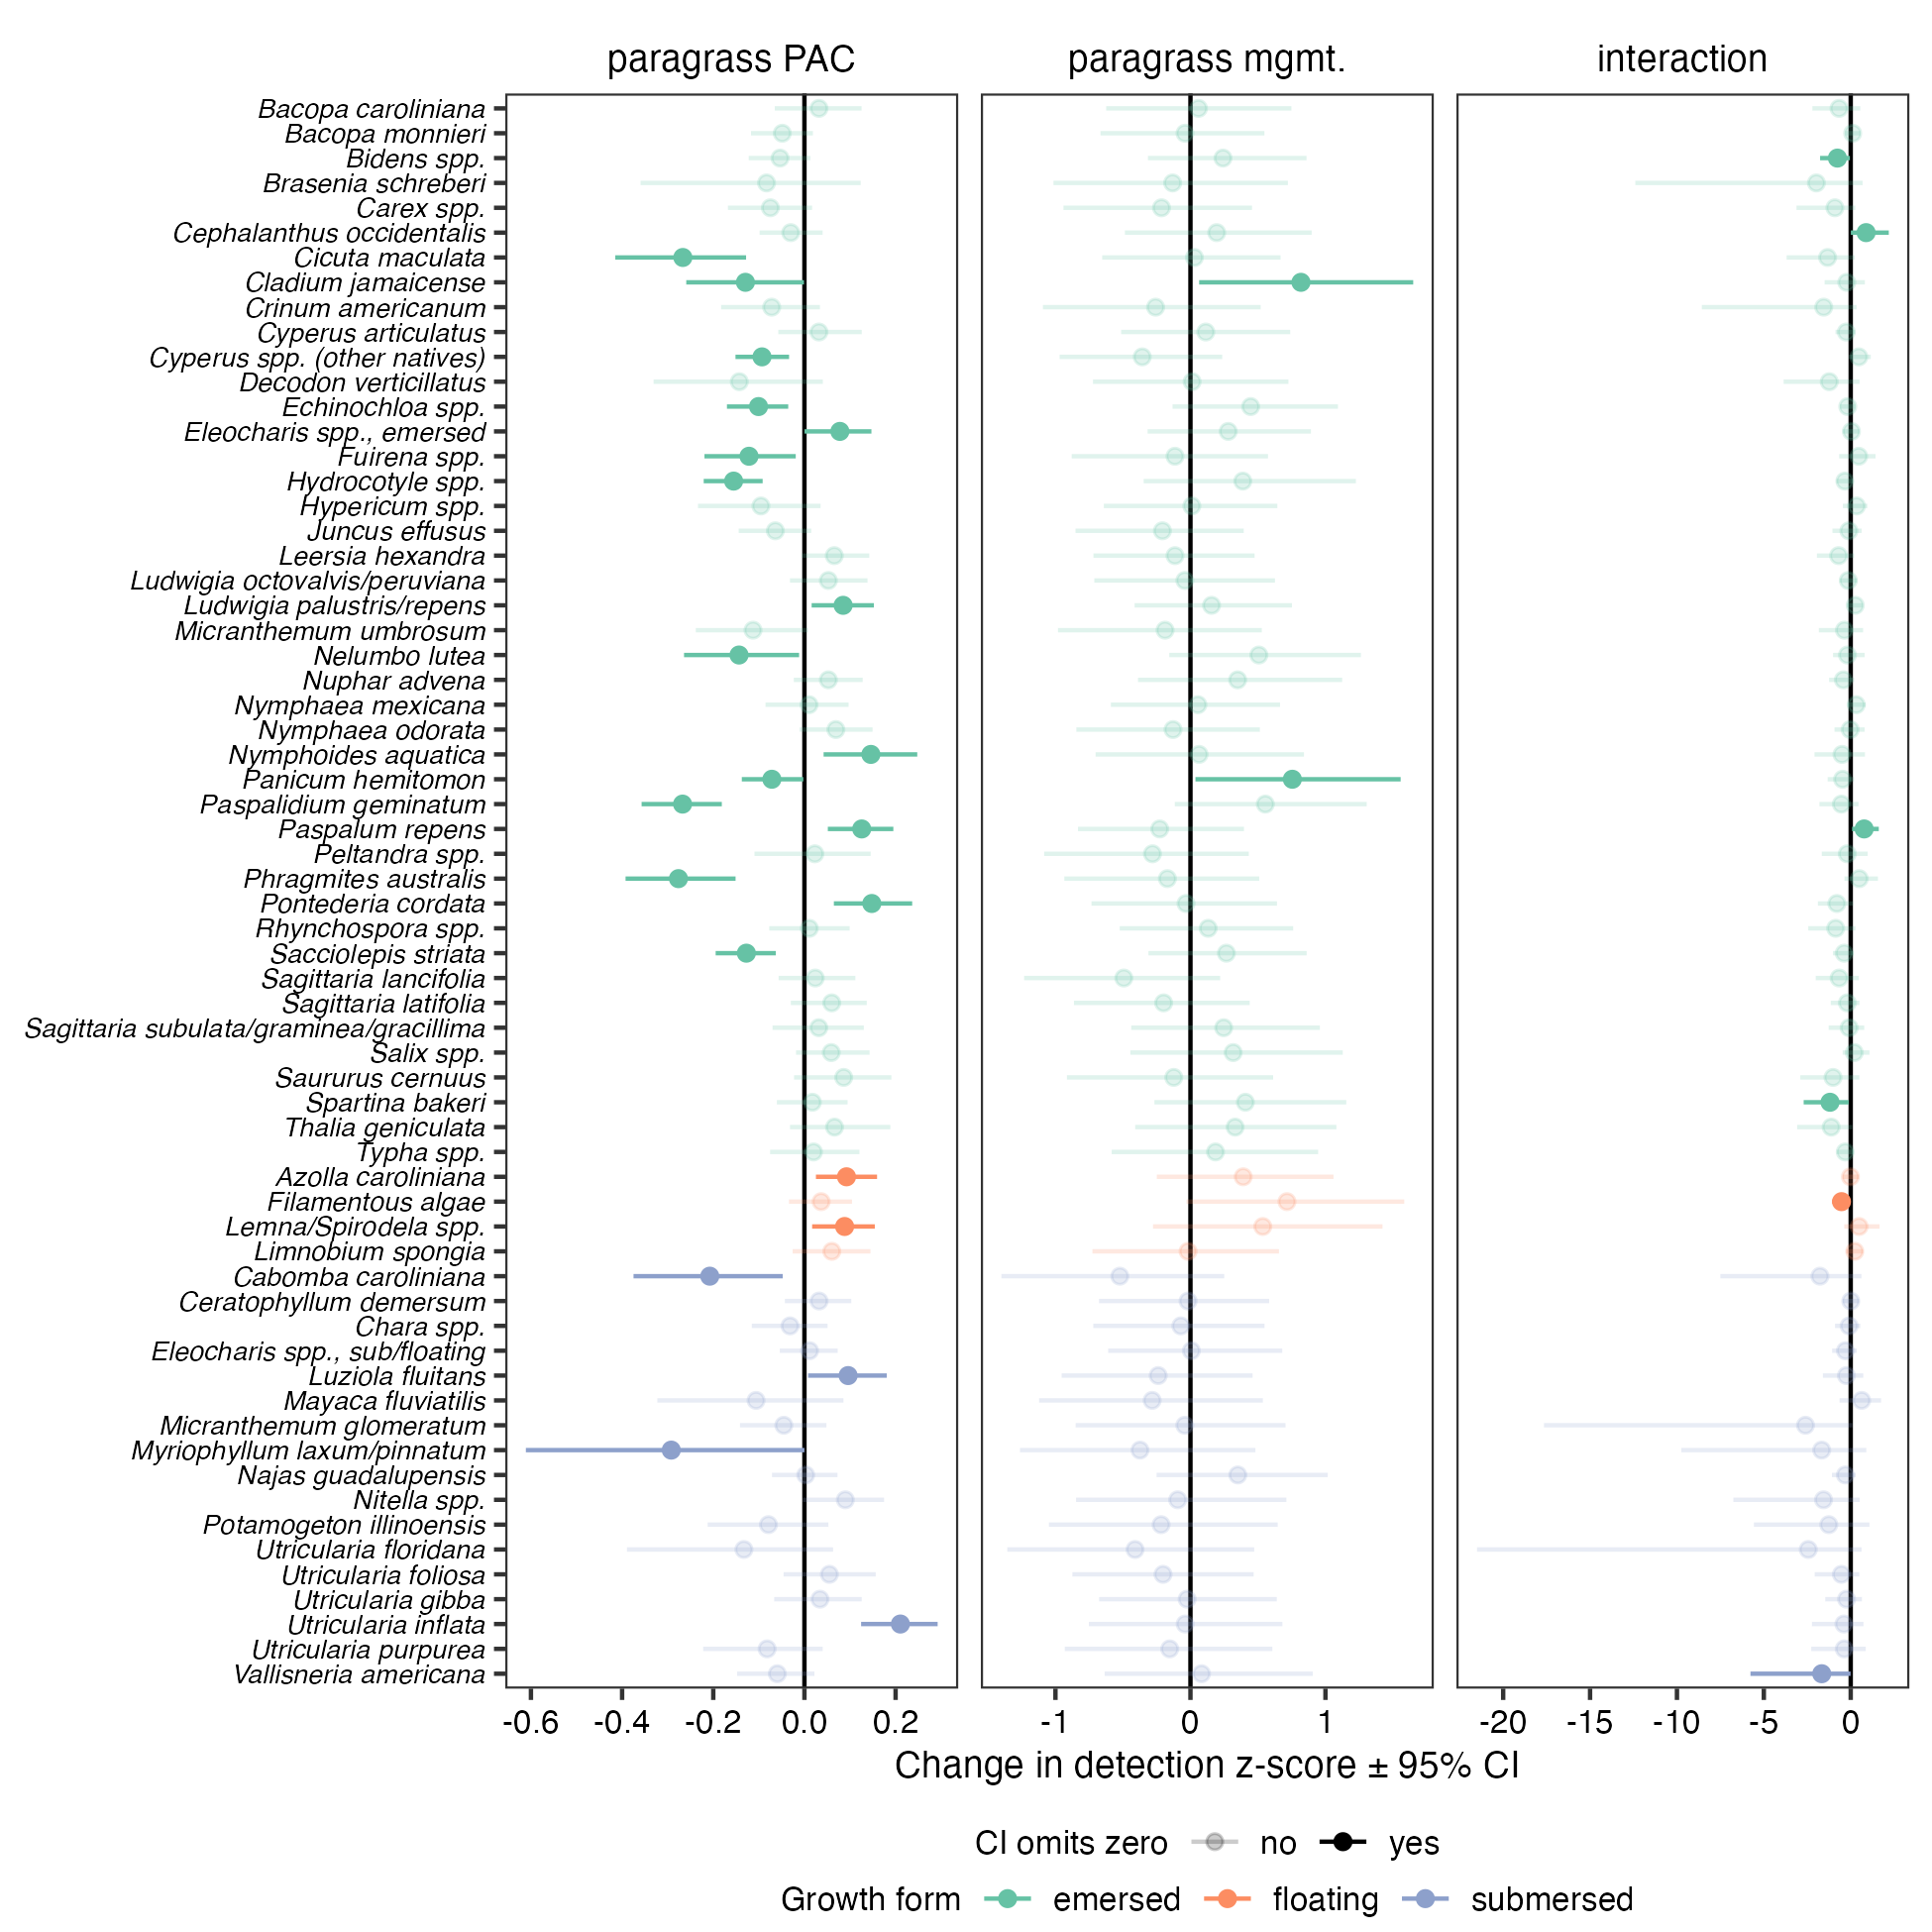 paragrass PAC
paragrass mgmt.
interaction
Bacopa caroliniana
Bacopa monnieri
Bidens spp.
Brasenia schreberi
Carex spp.
Cephalanthus occidentalis
Cicuta maculata
Cladium jamaicense
Crinum americanum
Cyperus articulatus
Cyperus spp. (other natives)
Decodon verticillatus
Echinochloa spp.
Eleocharis spp., emersed
Fuirena spp.
Hydrocotyle spp.
Hypericum spp.
Juncus effusus
Leersia hexandra
Ludwigia octovalvis/peruviana
Ludwigia palustris/repens
Micranthemum umbrosum
Nelumbo lutea
Nuphar advena
Nymphaea mexicana
Nymphaea odorata
Nymphoides aquatica
Panicum hemitomon
Paspalidium geminatum
Paspalum repens
Peltandra spp.
Phragmites australis
Pontederia cordata
Rhynchospora spp.
Sacciolepis striata
Sagittaria lancifolia
Sagittaria latifolia
Sagittaria subulata/graminea/gracillima
Salix spp.
Saururus cernuus
Spartina bakeri
Thalia geniculata
Typha spp.
Azolla caroliniana
Filamentous algae
Lemna/Spirodela spp.
Limnobium spongia
Cabomba caroliniana
Ceratophyllum demersum
Chara spp.
Eleocharis spp., sub/floating
Luziola fluitans
Mayaca fluviatilis
Micranthemum glomeratum
Myriophyllum laxum/pinnatum
Najas guadalupensis
Nitella spp.
Potamogeton illinoensis
Utricularia floridana
Utricularia foliosa
Utricularia gibba
Utricularia inflata
Utricularia purpurea
Vallisneria americana
-0.6 -0.4 -0.2 0.0 0.2
-1 0 1
-20 -15 -10 -5 0
Change in detection z-score ± 95% CI
CI omits zero no yes
Growth form emersed floating submersed